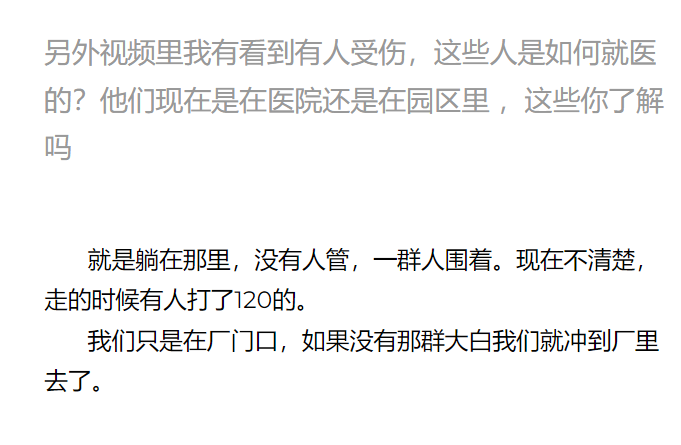 另外视频里我有看到有人受伤，这些人是如何就医
的？他们现在是在医院还是在园区里 ，这些你了解
吗
就是躺在那里，没有人管，一群人围着。现在不清楚，
走的时候有人打了120的。
我们只是在厂门口，如果没有那群大白我们就冲到厂里
去了。